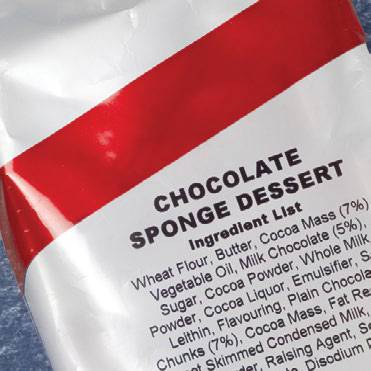 CHOCOLATE
SPONGE DESSERT
Ingredient List
Wheat Flour, Butter, Cocoa Mass (7%)
Vegetable Oil, Milk Chocolate (5%),
Sugar, Cocoa Powder, Whole Milk
Powder, Cocoa Liquor, Emulsifier,
Leithin, Flavouring, Plain
Chunks (7%), Cocoa Mass, Fat
Skimmed Condensed Milk,
Raising Agent,
Disodium